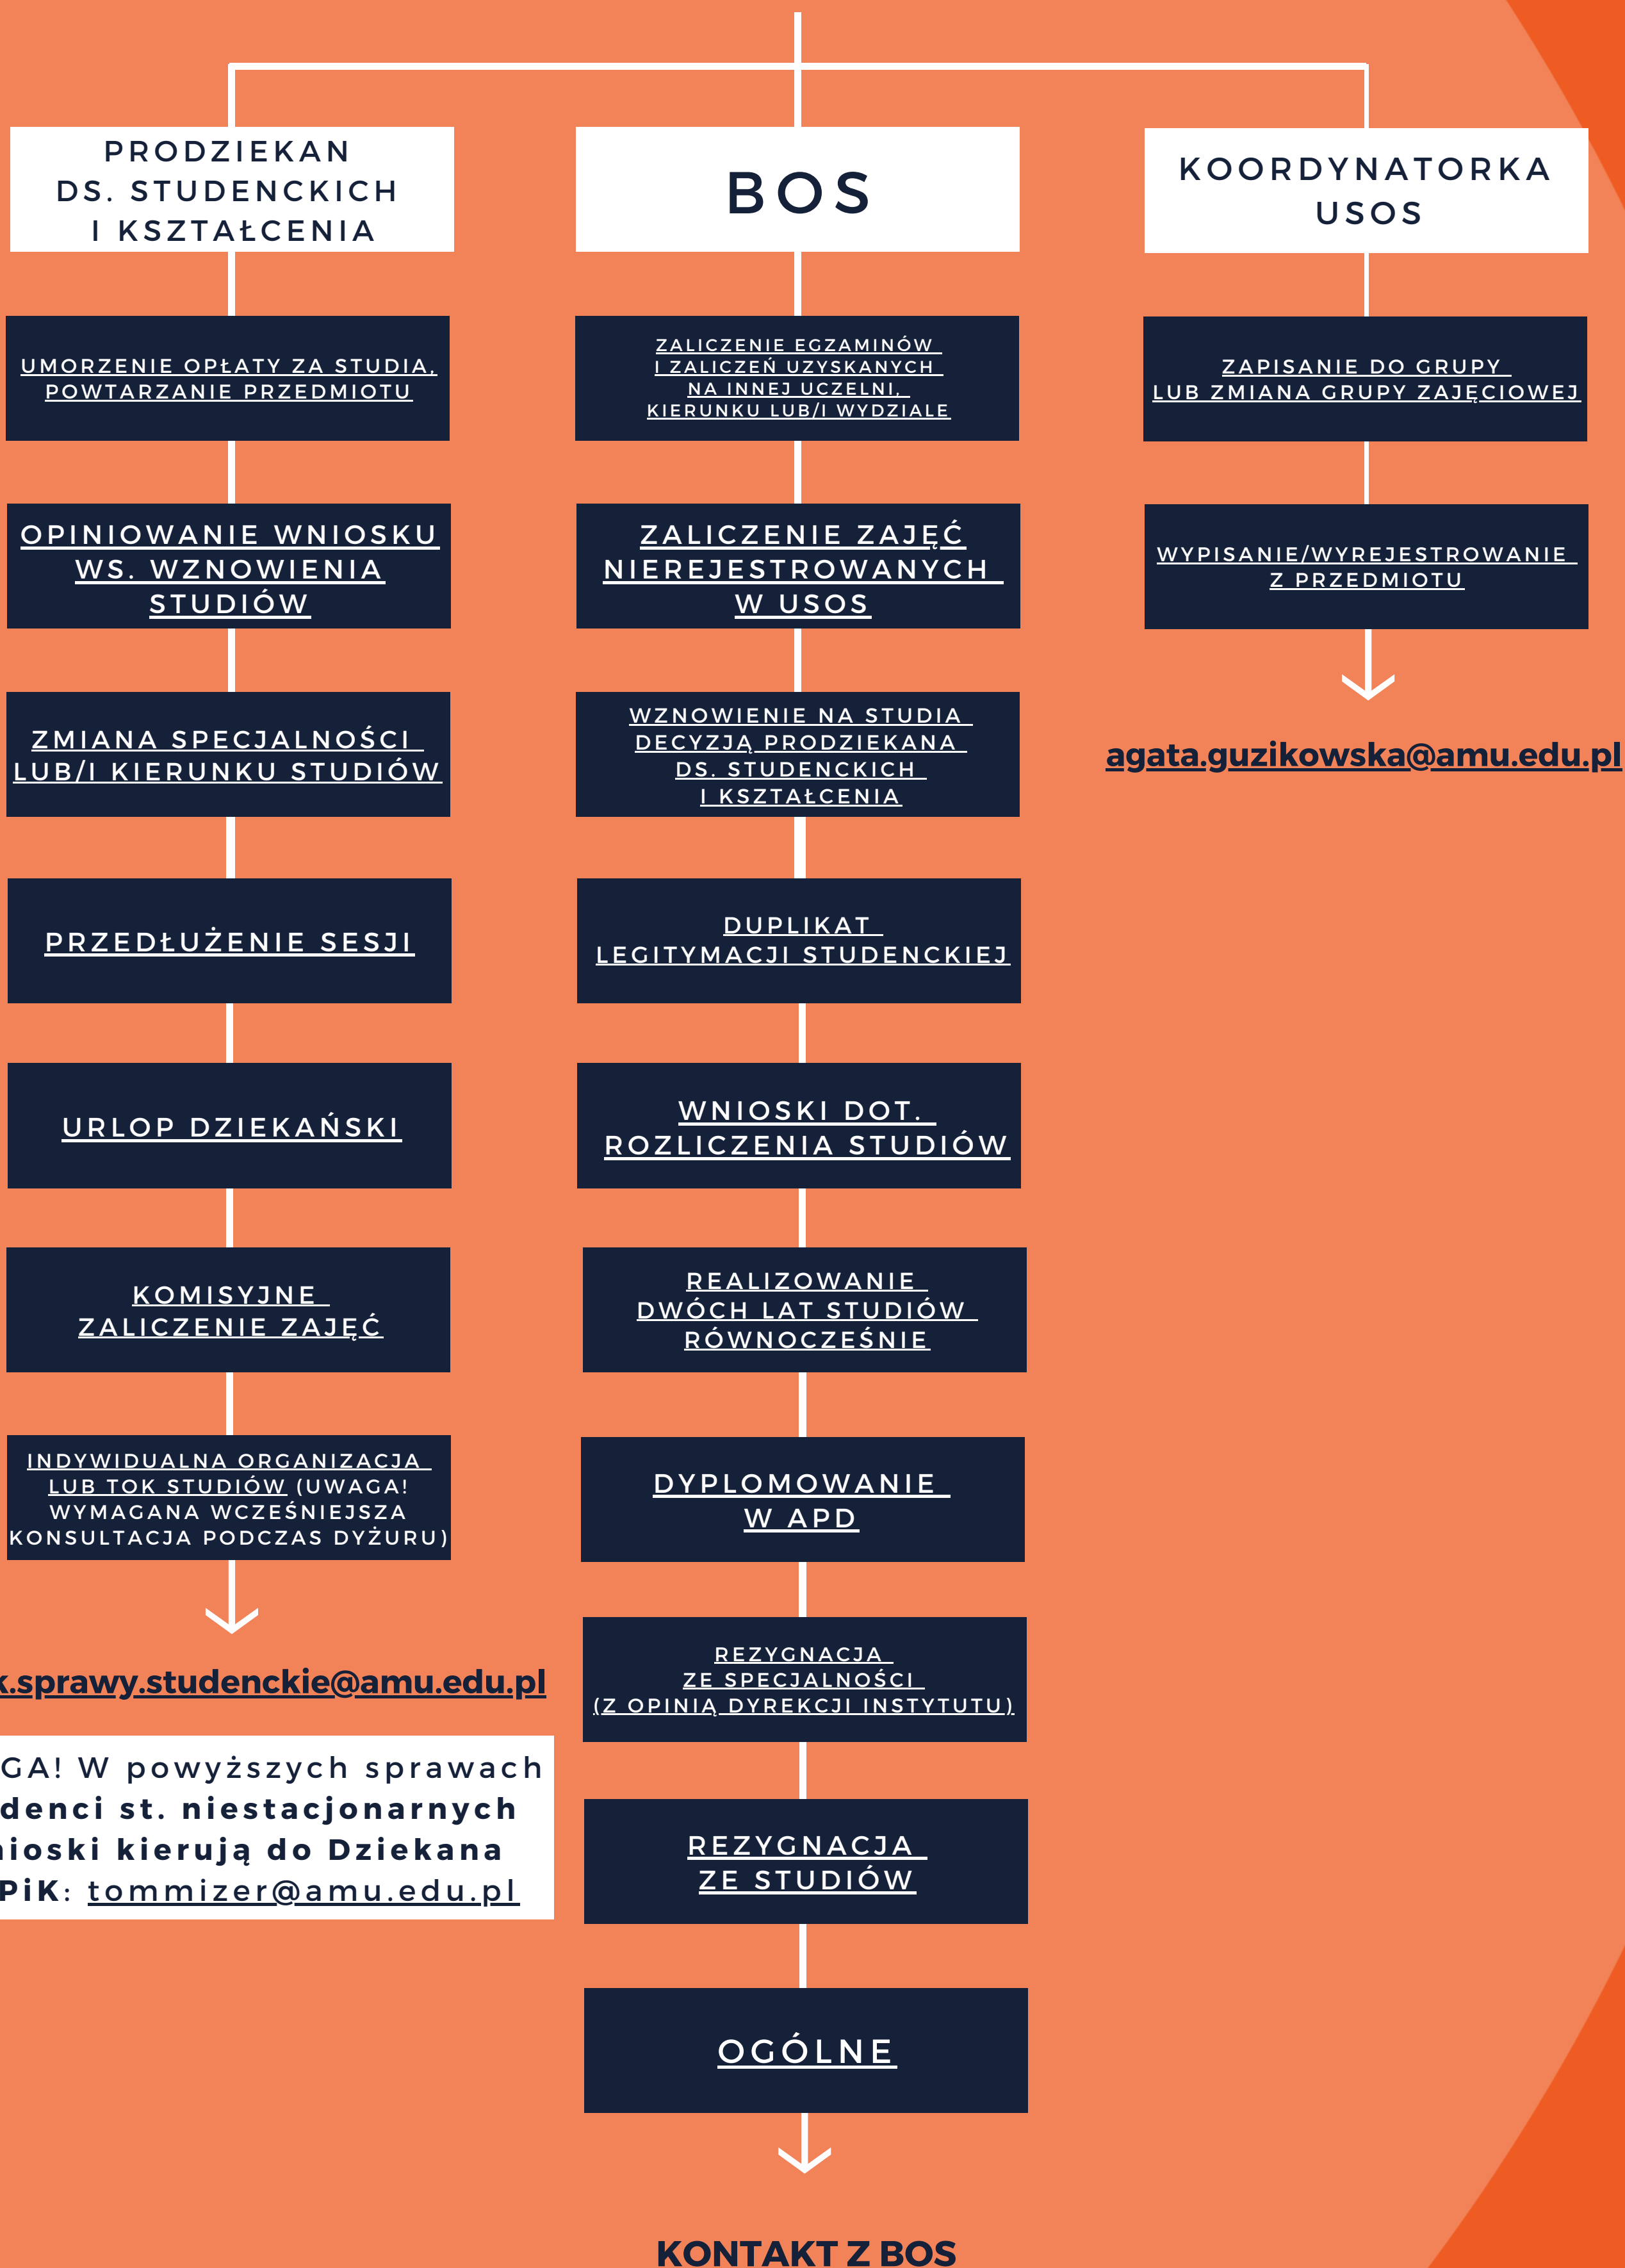 PRODZIEKAN
DS. STUDENCKICH
I KSZTAŁCENIA
UMORZENIE OPŁATY ZA STUDIA,
POWTARZANIE PRZEDMIOTU
OPINIOWANIE WNIOSKU
WS. WZNOWIENIA
STUDIÓW
ZMIANA SPECJALNOŚCI
LUB/I KIERUNKU STUDIÓW
PRZEDŁUŻENIE SESJI
URLOP DZIEKAŃSKI
KOMISYJNE
ZALICZENIE ZAJĘĆ
INDYWIDUALNA ORGANIZACJA
LUB TOK STUDIÓW (UWAGA!
WYMAGANA WCZEŚNIEJSZA
KONSULTACJA PODCZAS DYŻURU)
.sprawy.studenckie@amu.edu.pl
GA! W powyższych sprawach
denci st. niestacjonarnych
ioski kierują do Dziekana
PiK: tommizer@amu.edu.pl
BOS
ZALICZENIE EGZAMINÓW
I ZALICZEŃ UZYSKANYCH
NA INNEJ UCZELNI,
KIERUNKU LUB/I WYDZIALE
ZALICZENIE ZAJĘĆ
NIEREJESTROWANYCH
W USOS
WZNOWIENIE NA STUDIA
DECYZJĄ PRODZIEKANA
DS. STUDENCKICH
I KSZTAŁCENIA
DUPLIKAT
LEGITYMACJI STUDENCKIEJ
WNIOSKI DOT.
ROZLICZENIA STUDIÓW
REALIZOWANIE
DWÓCH LAT STUDIÓW
RÓWNOCZEŚNIE
DYPLOMOWANIE
W APD
REZYGNACJA
ZE SPECJALNOŚCI
(Z OPINIĄ DYREKCJI INSTYTUTU)
REZYGNACJA
ZE STUDIÓW
OGÓLNE
KONTAKT Z BOS
KOORDYNATORKA
USOS
ZAPISANIE DO GRUPY
LUB ZMIANA GRUPY ZAJĘCIOWEJ
WYPISANIE/WYREJESTROWANIE
Z PRZEDMIOTU
agata.guzikowska@amu.edu.pl